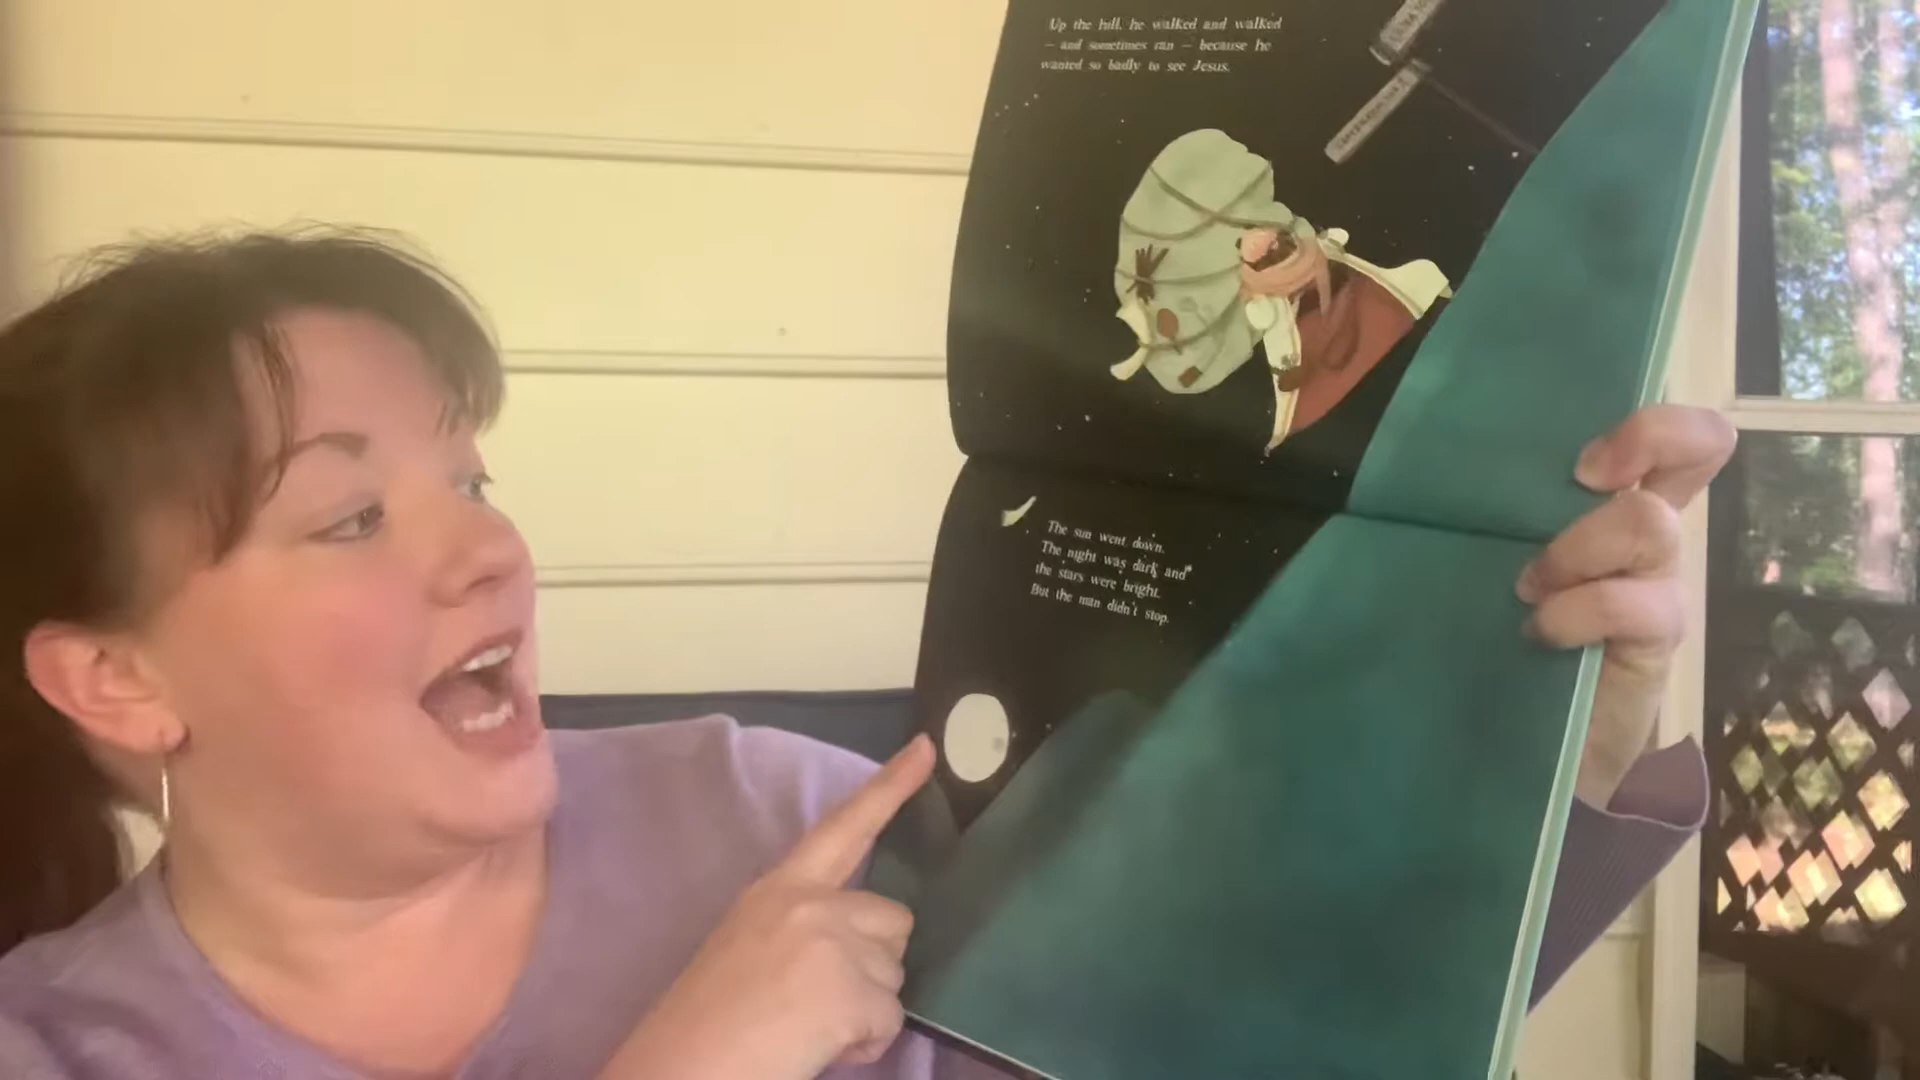 Up the hill, he walked and walked
— and sometimes ran — because he
wanted so badly to see Jesus.
The sun went down.
The night was dark and
the stars were bright.
But the man didn't stop.